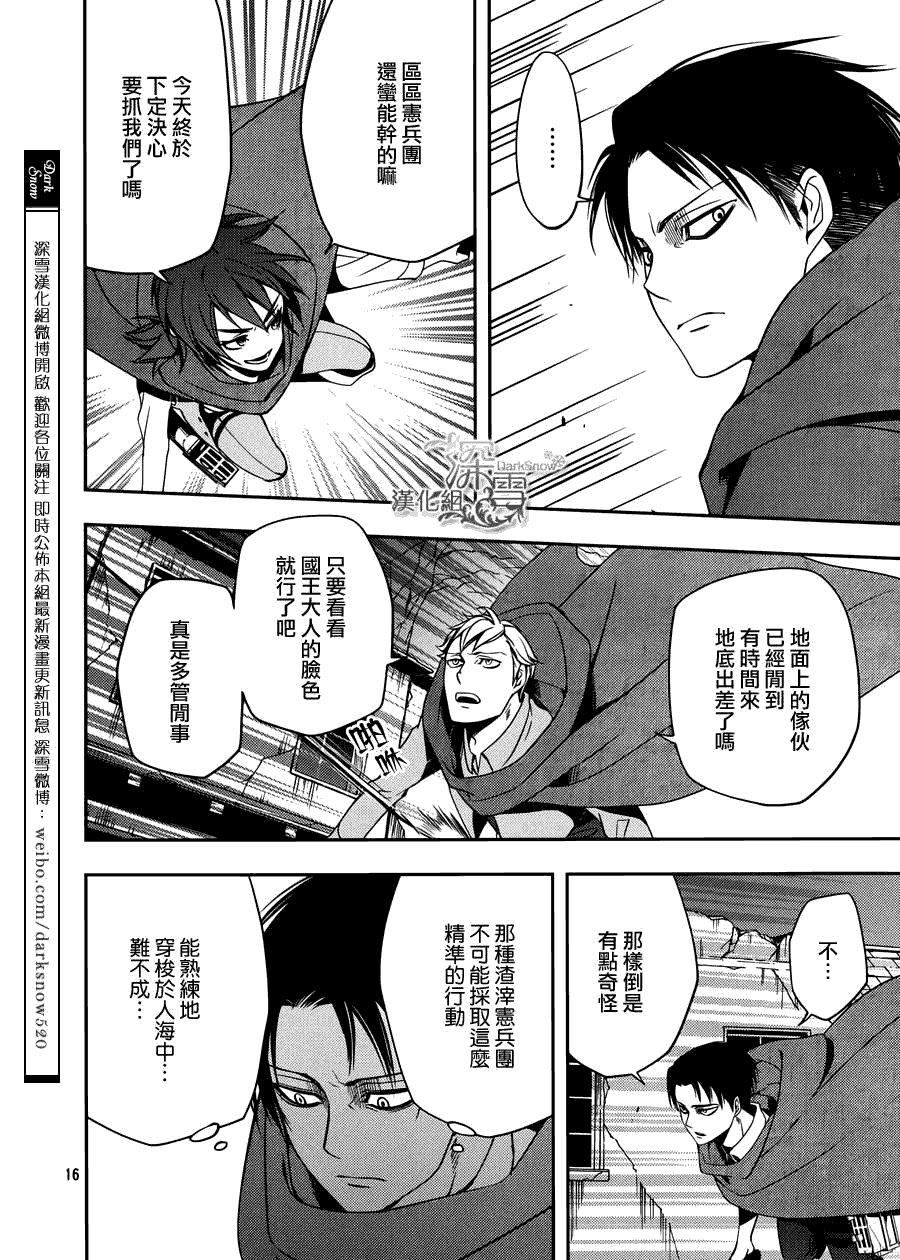 ……
區區憲兵團
還蠻能幹的嘛
今天終於
下定決心
要抓我們了嗎
地面上的傢伙
已經閒到
有時間來
地底出差了嗎
只要看看
國王大人的臉色
就行了吧
真是多管閒事
啪
咻
不…
那樣倒是
有點奇怪
那種渣滓憲兵團
不可能採取這麼
精準的行動
能熟練地
穿梭於人海中…
難不成…
深雪
DarkSnow
漢化組
Dark
Snow
深雪漢化組微博開啟 歡迎各位關注 即時公佈本組最新漫畫更新訊息 深雪微博：weibo.com/darksnow520
16